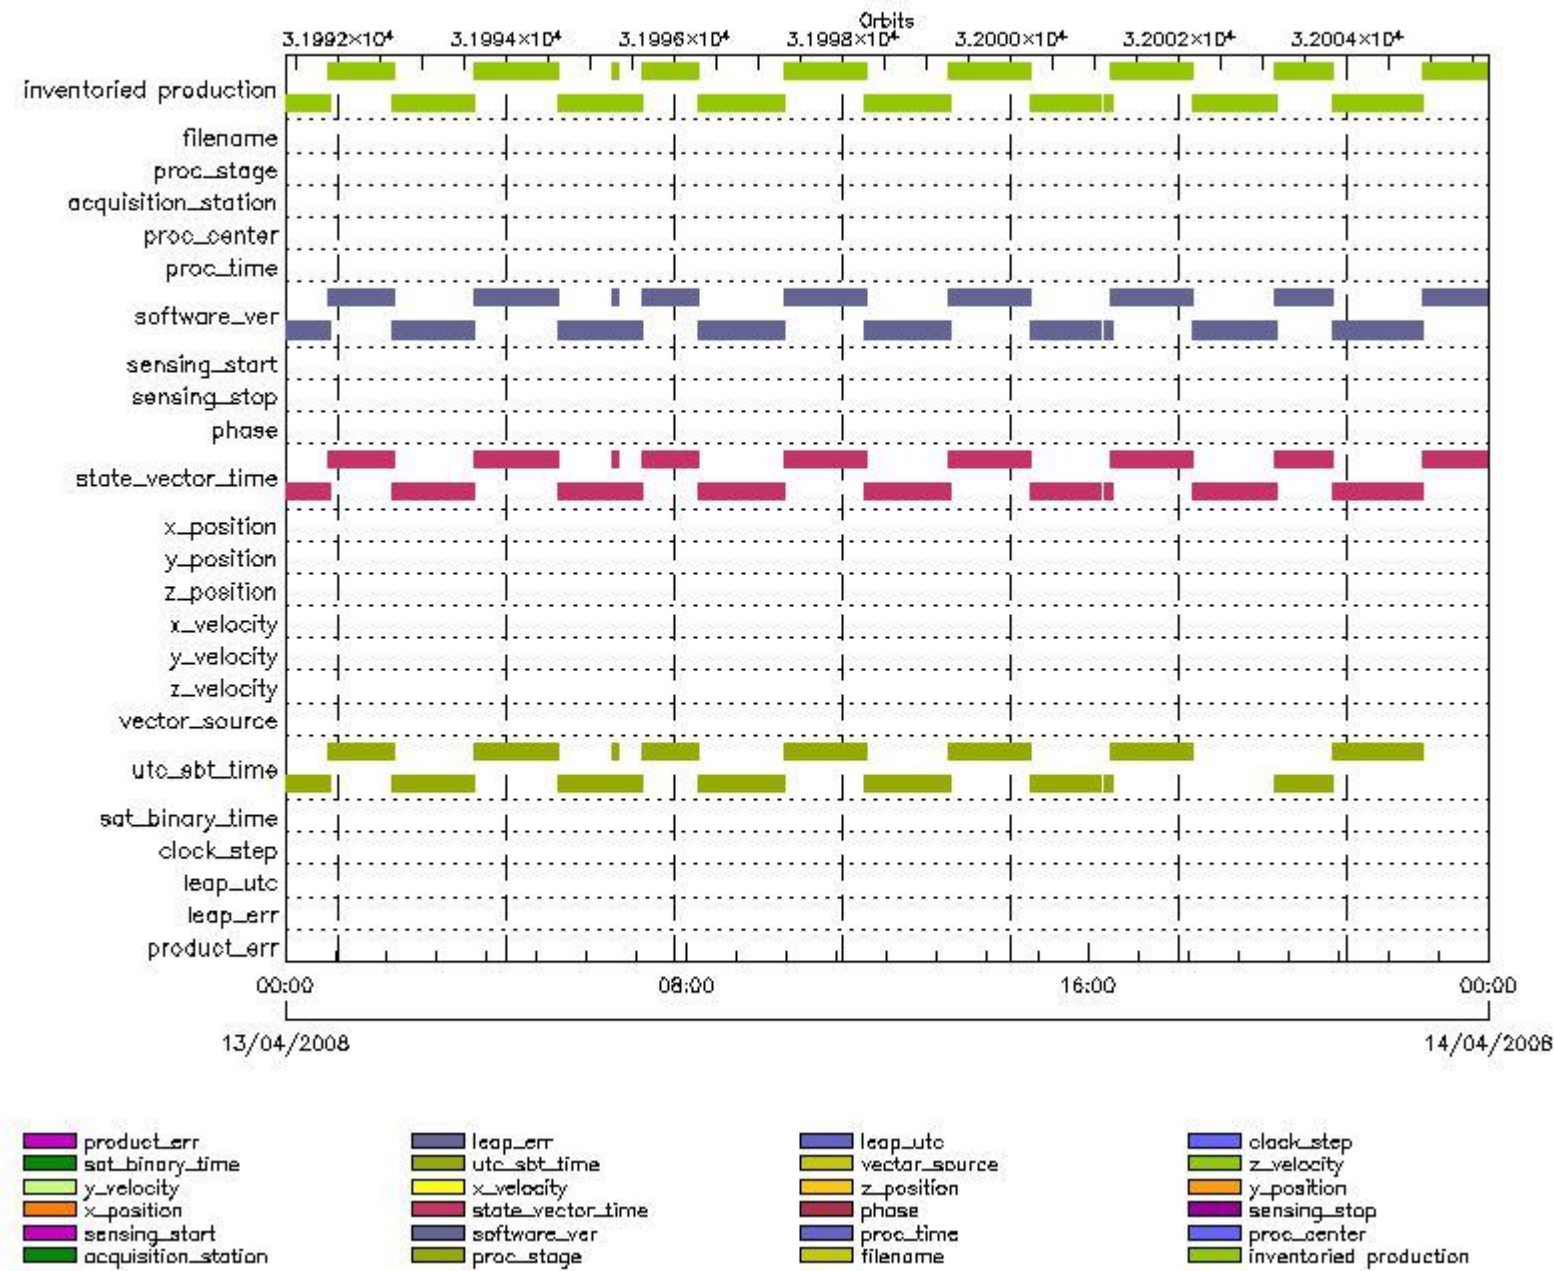 Orbits
3.1992×10⁴ 3.1994×10⁴ 3.1996×10⁴ 3.1998×10⁴ 3.2000×10⁴ 3.2002×10⁴ 3.2004×10⁴
inventoried production
filename
proc_stage
acquisition_station
proc_center
proc_time
software_ver
sensing_start
sensing_stop
phase
state_vector_time
x_position
y_position
z_position
x_velocity
y_velocity
z_velocity
vector_source
utc_sbt_time
sat_binary_time
clock_step
leap_utc
leap_err
product_err
00:00 08:00 16:00 00:00
13/04/2008 14/04/2008
product_err leap_err leap_utc clock_step
sat_binary_time utc_sbt_time vector_source z_velocity
y_velocity x_velocity z_position y_position
x_position state_vector_time phase sensing_stop
sensing_start software_ver proc_time proc_center
acquisition_station proc_stage filename inventoried production